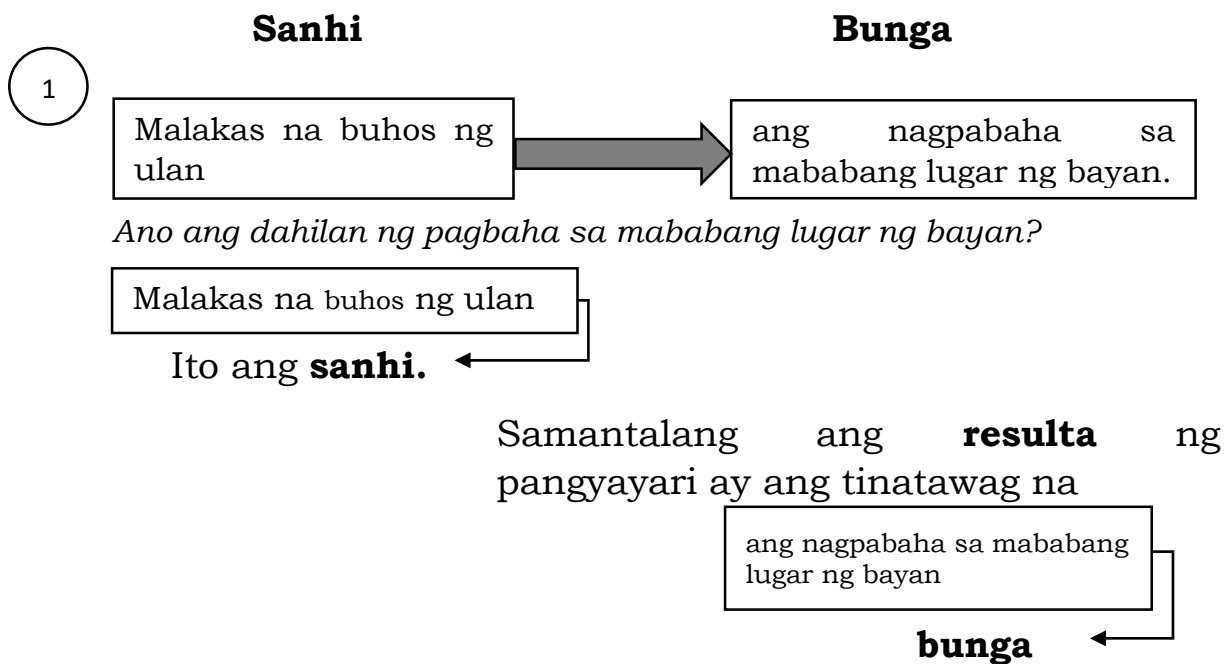 Sanhi
Bunga
1
Malakas na buhos ng
ulan
ang nagpabaha sa
mababang lugar ng bayan.
Ano ang dahilan ng pagbaha sa mababang lugar ng bayan?
Malakas na buhos ng ulan
Ito ang sanhi.
Samantalang ang resulta ng
pangyayari ay ang tinatawag na
ang nagpabaha sa mababang
lugar ng bayan
bunga